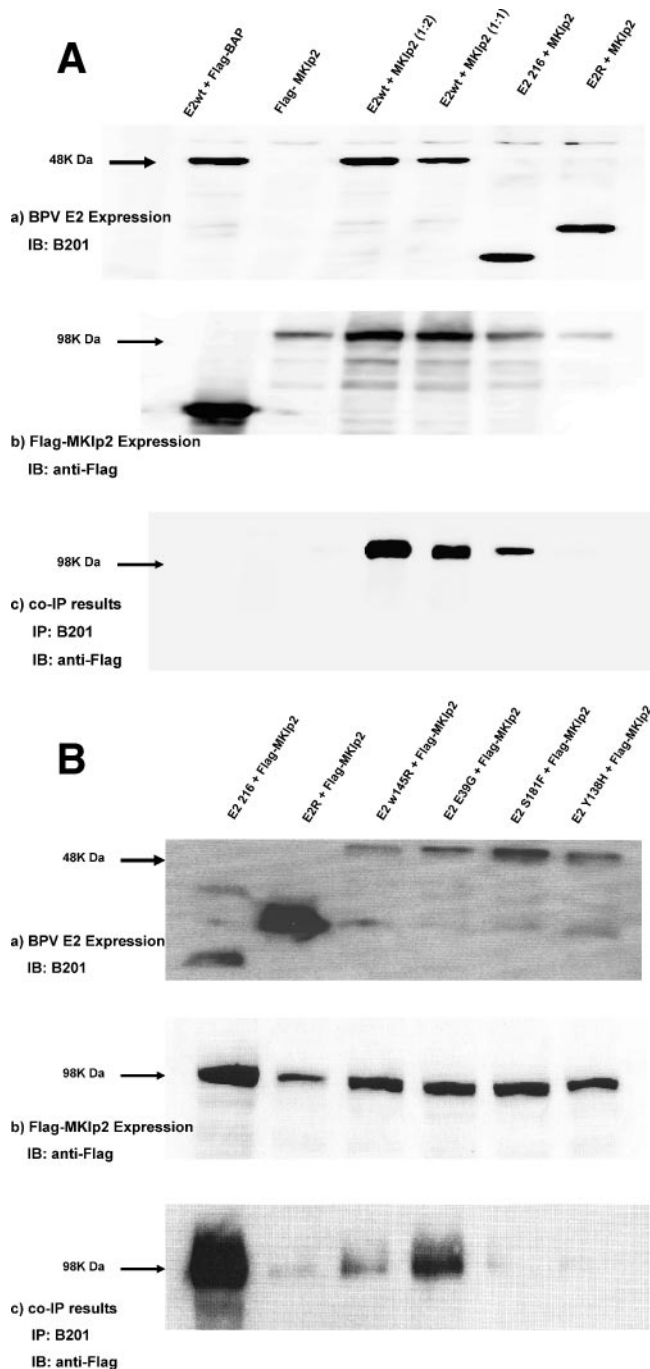 A
E2wt + Flag-BAP
Flag- MKlp2
E2wt + MKlp2 (1:2)
E2wt + MKlp2 (1:1)
E2 216 + MKlp2
E2R + MKlp2
48K Da
a) BPV E2 Expression
IB: B201
98K Da
b) Flag-MKlp2 Expression
IB: anti-Flag
98K Da
c) co-IP results
IP: B201
IB: anti-Flag
B
E2 216 + Flag-MKlp2
E2R + Flag-MKlp2
E2 w145R + Flag-MKlp2
E2 E39G + Flag-MKlp2
E2 S181F + Flag-MKlp2
E2 Y138H + Flag-MKlp2
48K Da
a) BPV E2 Expression
IB: B201
98K Da
b) Flag-MKlp2 Expression
IB: anti-Flag
98K Da
c) co-IP results
IP: B201
IB: anti-Flag